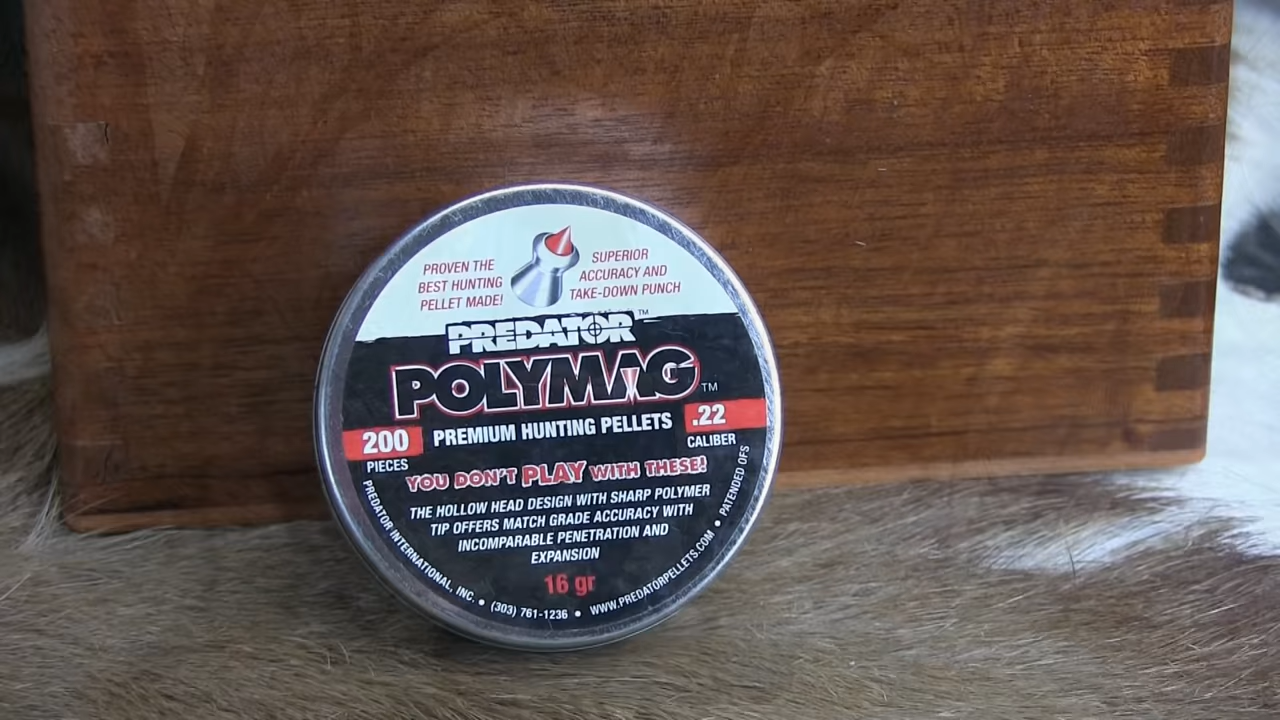 PROVEN THE
BEST HUNTING
PELLET MADE!
SUPERIOR
ACCURACY AND
TAKE-DOWN PUNCH
PREDATOR™
POLYMAG™
200
PIECES
PREMIUM HUNTING PELLETS
.22
CALIBER
YOU DON'T PLAY WITH THESE!
THE HOLLOW HEAD DESIGN WITH SHARP POLYMER
TIP OFFERS MATCH GRADE ACCURACY WITH
INCOMPARABLE PENETRATION AND
EXPANSION
16 gr
PREDATOR INTERNATIONAL, INC. • (303) 761-1236 • WWW.PREDATORPELLETS.COM • PATENTED DFS